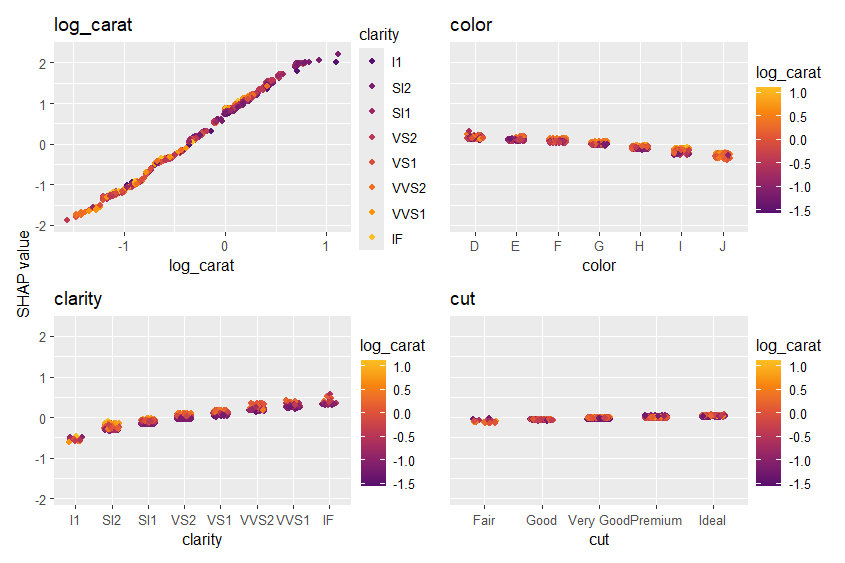 log_carat
2
1
0
-1
-2
-1
0
1
log_carat
clarity
I1
SI2
SI1
VS2
VS1
VVS2
VVS1
IF
color
D
E
F
G
H
I
J
color
log_carat
1.0
0.5
0.0
-0.5
-1.0
-1.5
SHAP value
clarity
2
1
0
-1
-2
I1
SI2
SI1
VS2
VS1
VVS2
VVS1
IF
clarity
log_carat
1.0
0.5
0.0
-0.5
-1.0
-1.5
cut
Fair
Good
Very Good
Premium
Ideal
cut
log_carat
1.0
0.5
0.0
-0.5
-1.0
-1.5